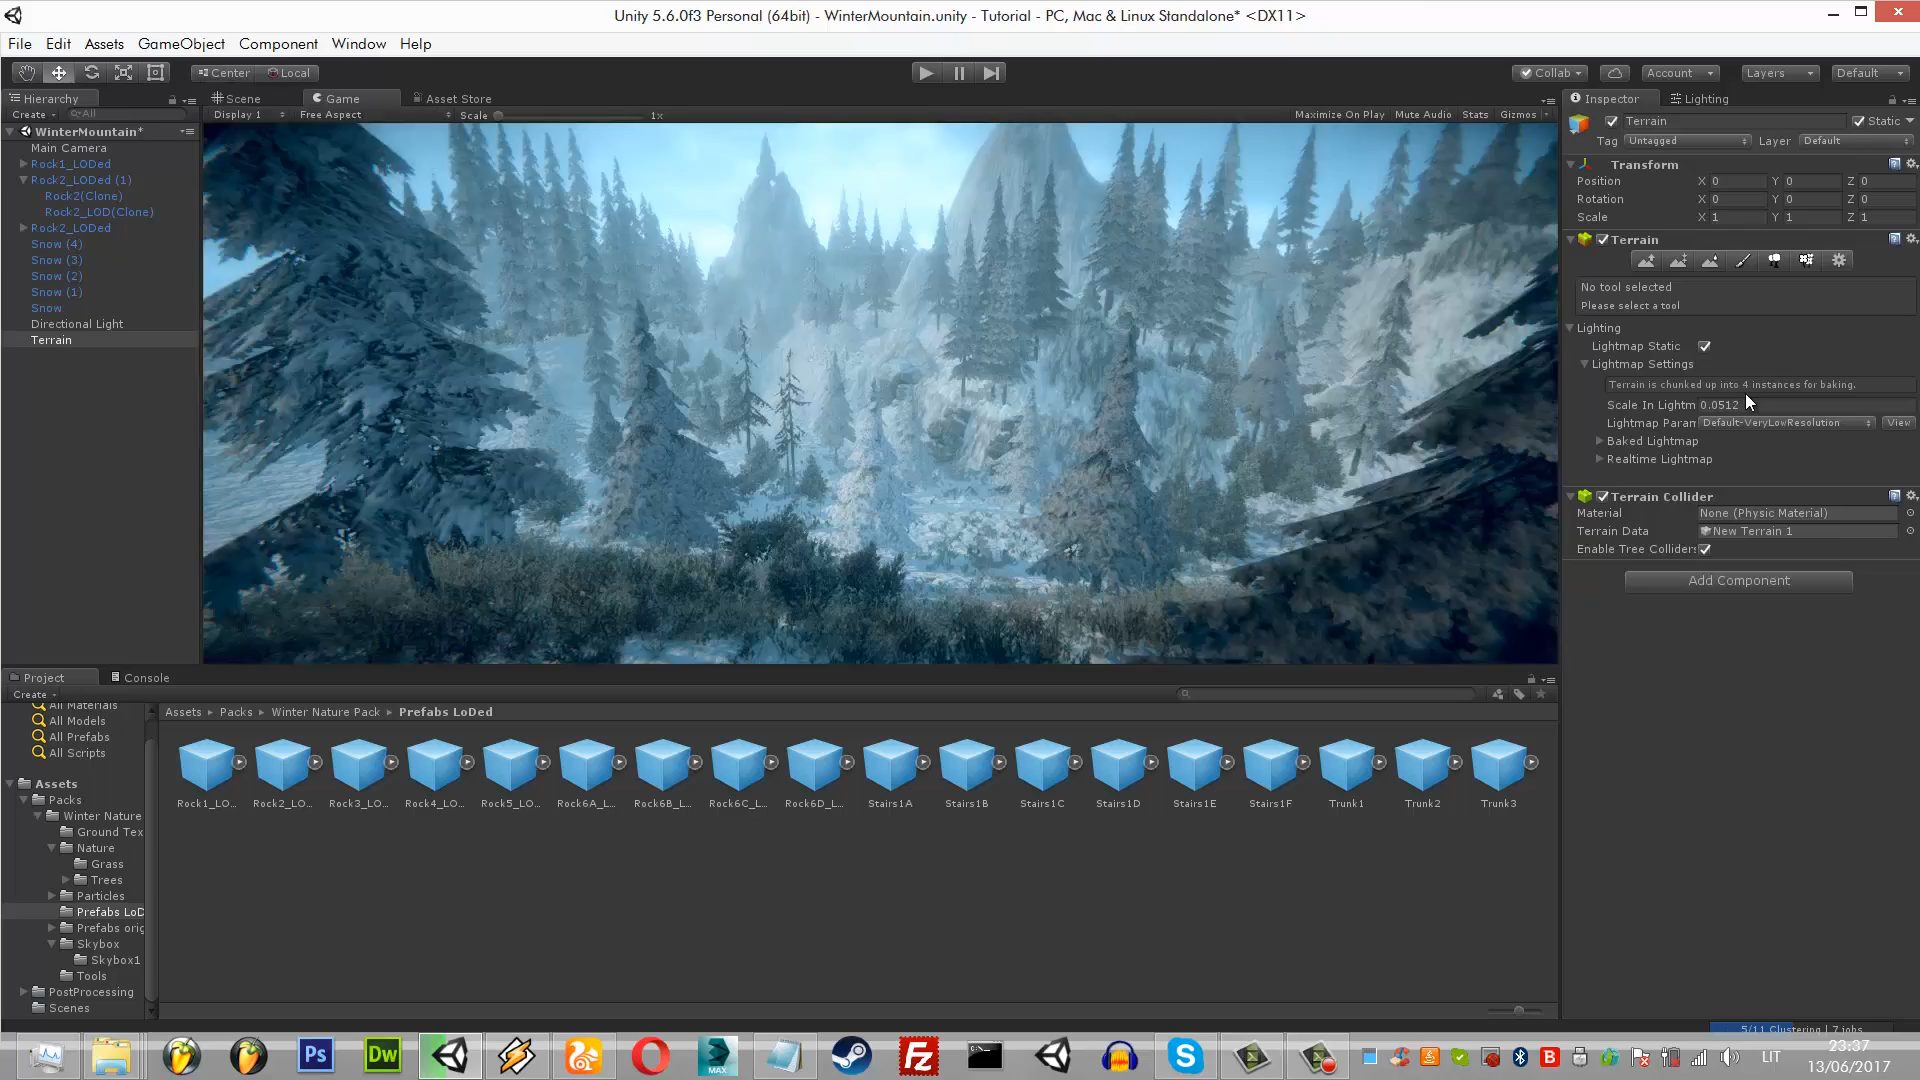 Unity 5.6.0f3 Personal (64bit) - WinterMountain.unity - Tutorial - PC, Mac & Linux Standalone* <DX11>
File Edit Assets GameObject Component Window Help
Center Local
Collab Account Layers Default
Hierarchy
Create All
WinterMountain*
Main Camera
Rock1_LODed
Rock2_LODed (1)
Rock2(Clone)
Rock2_LOD(Clone)
Rock2_LODed
Snow (4)
Snow (3)
Snow (2)
Snow (1)
Snow
Directional Light
Terrain
Scene Game Asset Store
Display 1 Free Aspect Scale 1x Maximize On Play Mute Audio Stats Gizmos
Inspector Lighting
Terrain Static
Tag Untagged Layer Default
Transform
Position X 0 Y 0 Z 0
Rotation X 0 Y 0 Z 0
Scale X 1 Y 1 Z 1
Terrain
No tool selected
Please select a tool
Lighting
Lightmap Static
Lightmap Settings
Terrain is chunked up into 4 instances for baking.
Scale In Lightm 0.0512
Lightmap Paran Default-VeryLowResolution View
Baked Lightmap
Realtime Lightmap
Terrain Collider
Material None (Physic Material)
Terrain Data New Terrain 1
Enable Tree Colliders
Add Component
Project Console
Create
All Materials
All Models
All Prefabs
All Scripts
Assets
Packs
Winter Nature
Ground Tex
Nature
Grass
Trees
Particles
Prefabs LoD
Prefabs orig
Skybox
Skybox1
Tools
PostProcessing
Scenes
Assets Packs Winter Nature Pack Prefabs LoDed
Rock1_LO... Rock2_LO... Rock3_LO... Rock4_LO... Rock5_LO... Rock6A_L... Rock6B_L... Rock6C_L... Rock6D_L... Stairs1A Stairs1B Stairs1C Stairs1D Stairs1E Stairs1F Trunk1 Trunk2 Trunk3
5/11 Clustering | 7 jobs
Ps Dw MAX Fz S B LIT
23:37
13/06/2017